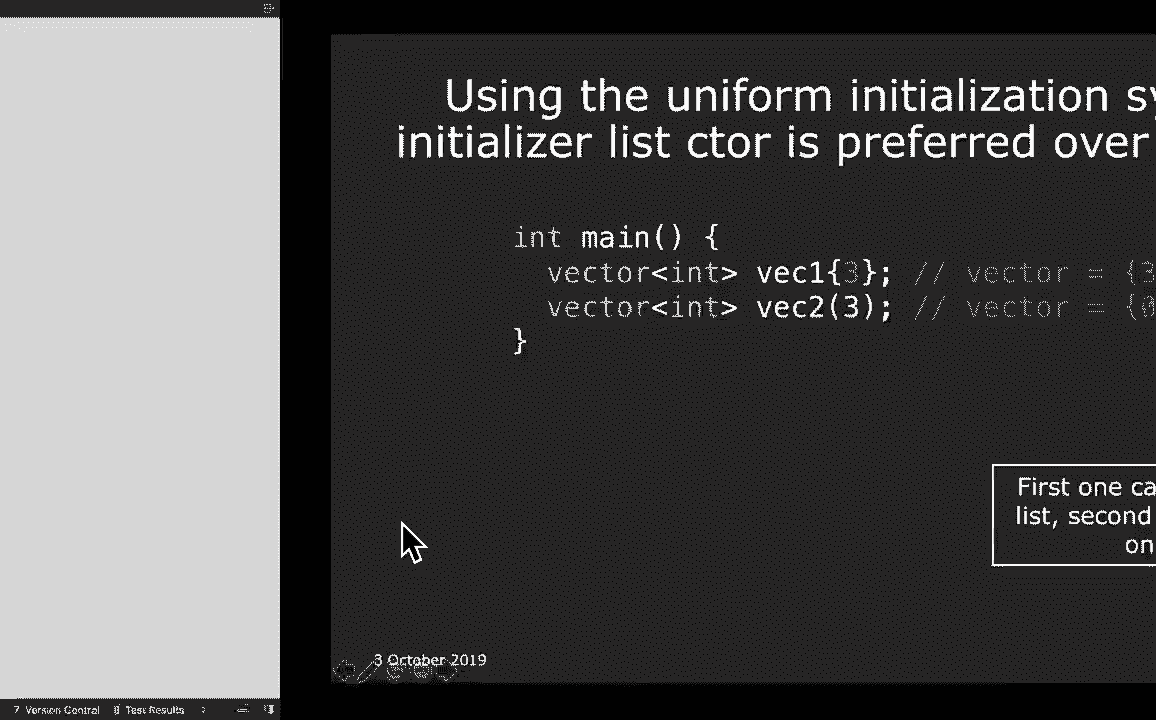 Using the uniform initialization sy
initializer list ctor is preferred over
int main() {
vector<int> vec1{3}; // vector = {3
vector<int> vec2(3); // vector = {0
}
First one ca
list, second
on
3 October 2019
7 Version Control Test Results